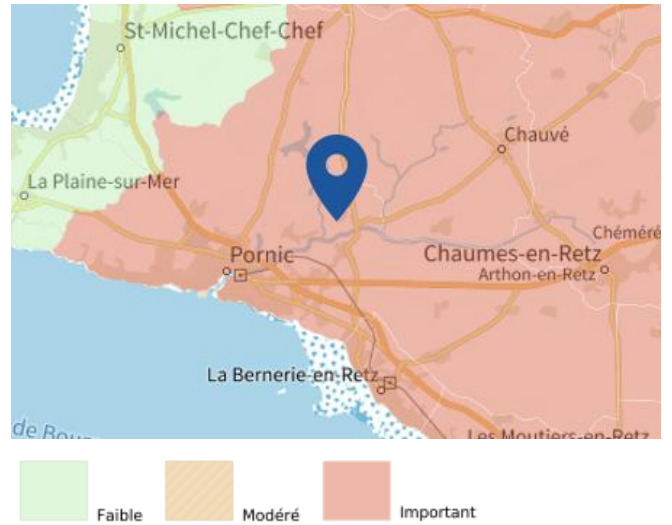 St-Michel-Chef-Chef
Chauvé
La Plaine-sur-Mer
Chéméré
Pornic
Chaumes-en-Retz
Arthon-en-Retz
La Bernerie-en-Retz
de Bour
Les Moutiers-en-Retz
Faible
Modéré
Important